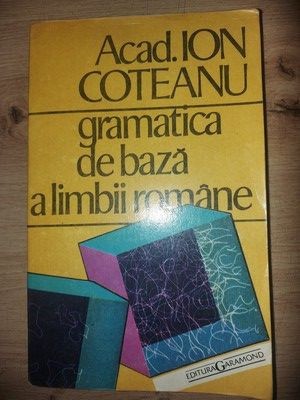 Acad. ION
COTEANU
gramatica
de bază
a limbii române
EDITURA GARAMOND